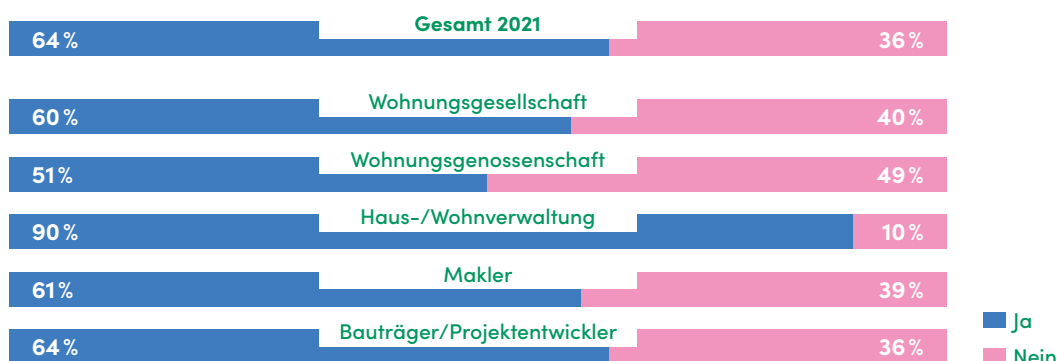 Gesamt 2021
64 % 36 %
Wohnungsgesellschaft
60 % 40 %
Wohnungsgenossenschaft
51 % 49 %
Haus-/Wohnverwaltung
90 % 10 %
Makler
61 % 39 %
Bauträger/Projektentwickler
64 % 36 %
Ja
Nein